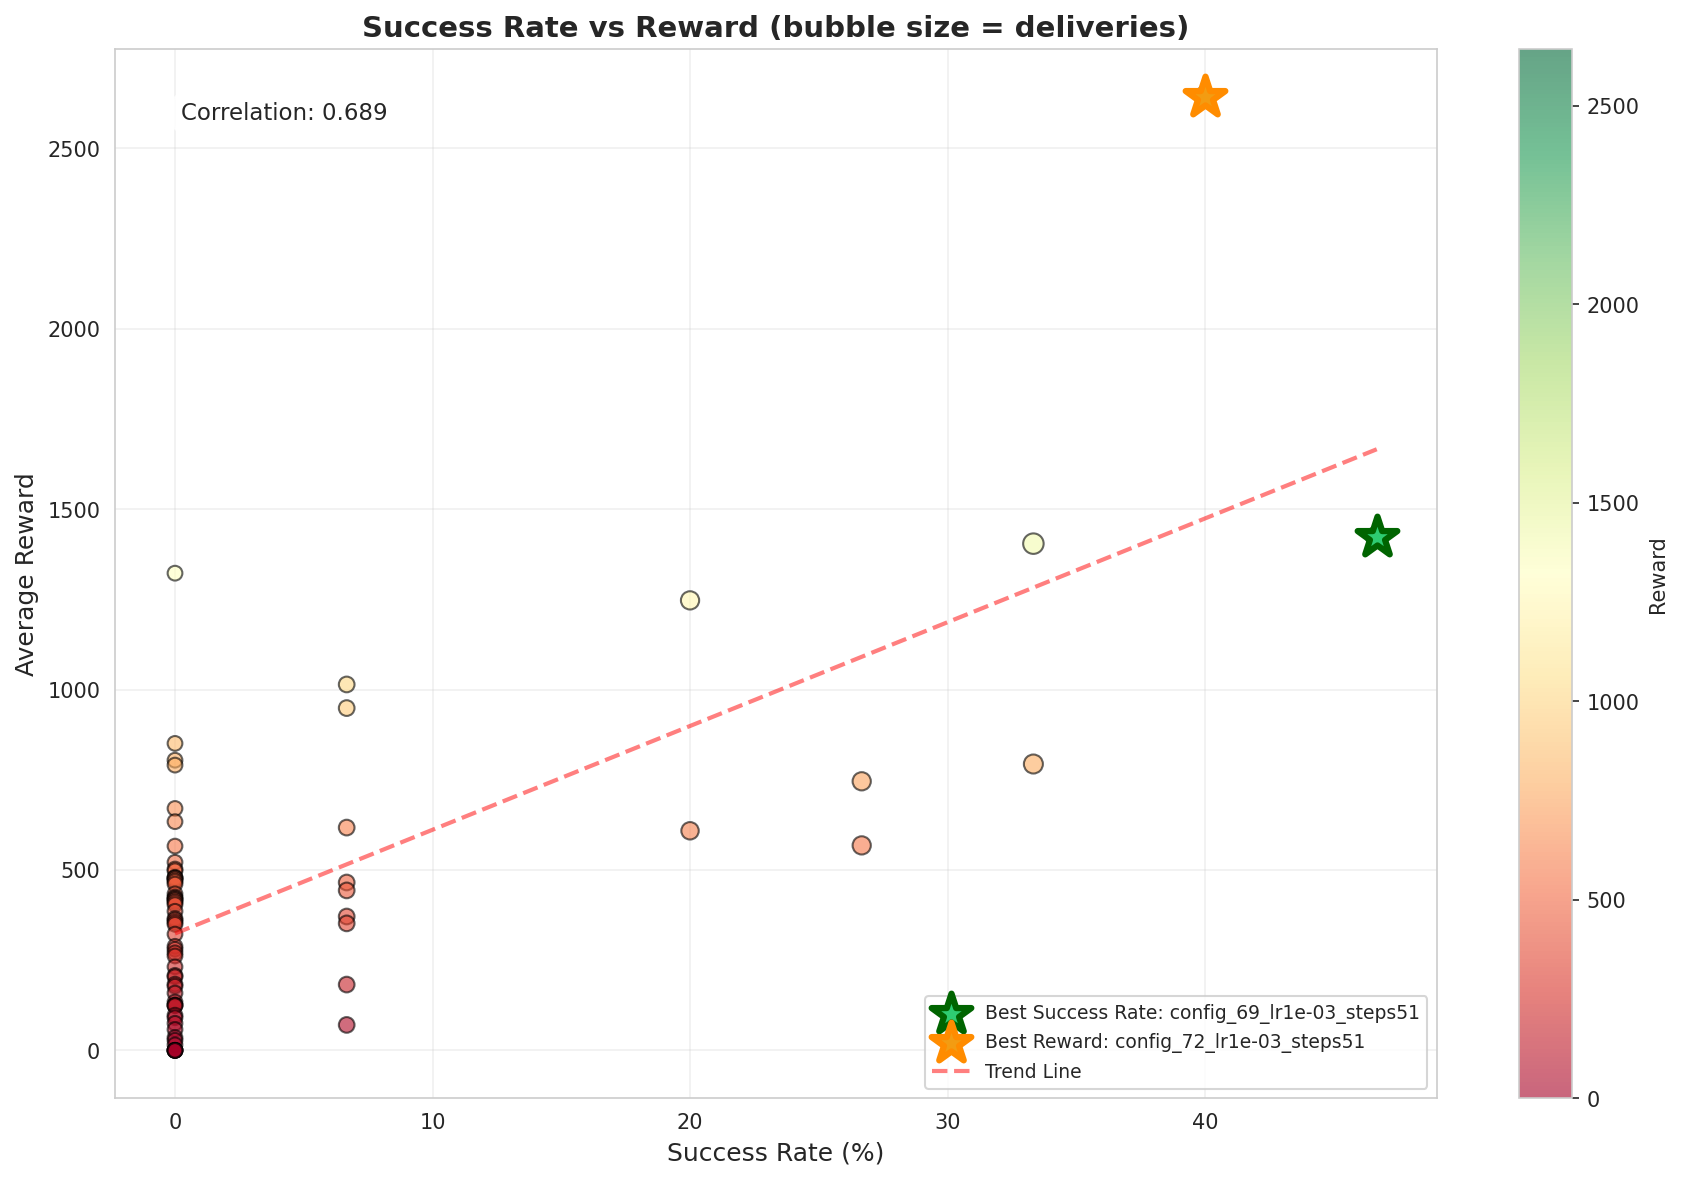 Success Rate vs Reward (bubble size = deliveries)
Correlation: 0.689
Average Reward
2500
2000
1500
1000
500
0
0
10
20
30
40
Success Rate (%)
Best Success Rate: config_69_lr1e-03_steps51
Best Reward: config_72_lr1e-03_steps51
Trend Line
2500
2000
1500
1000
500
0
Reward